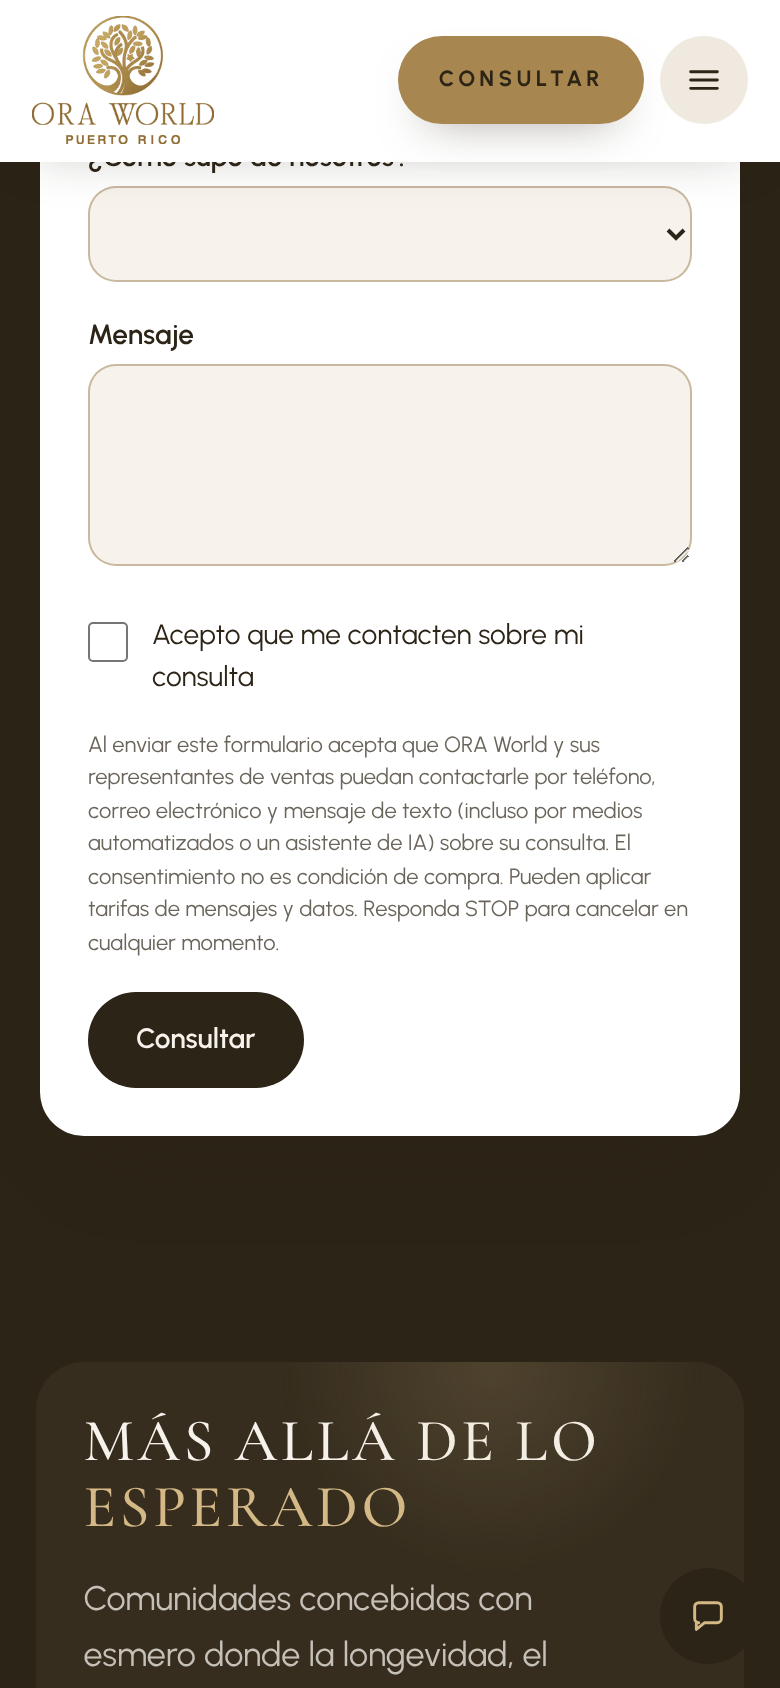 ORA WORLD
PUERTO RICO
CONSULTAR
¿Cómo supo de nosotros?
Mensaje
Acepto que me contacten sobre mi
consulta
Al enviar este formulario acepta que ORA World y sus
representantes de ventas puedan contactarle por teléfono,
correo electrónico y mensaje de texto (incluso por medios
automatizados o un asistente de IA) sobre su consulta. El
consentimiento no es condición de compra. Pueden aplicar
tarifas de mensajes y datos. Responda STOP para cancelar en
cualquier momento.
Consultar
MÁS ALLÁ DE LO
ESPERADO
Comunidades concebidas con
esmero donde la longevidad, el